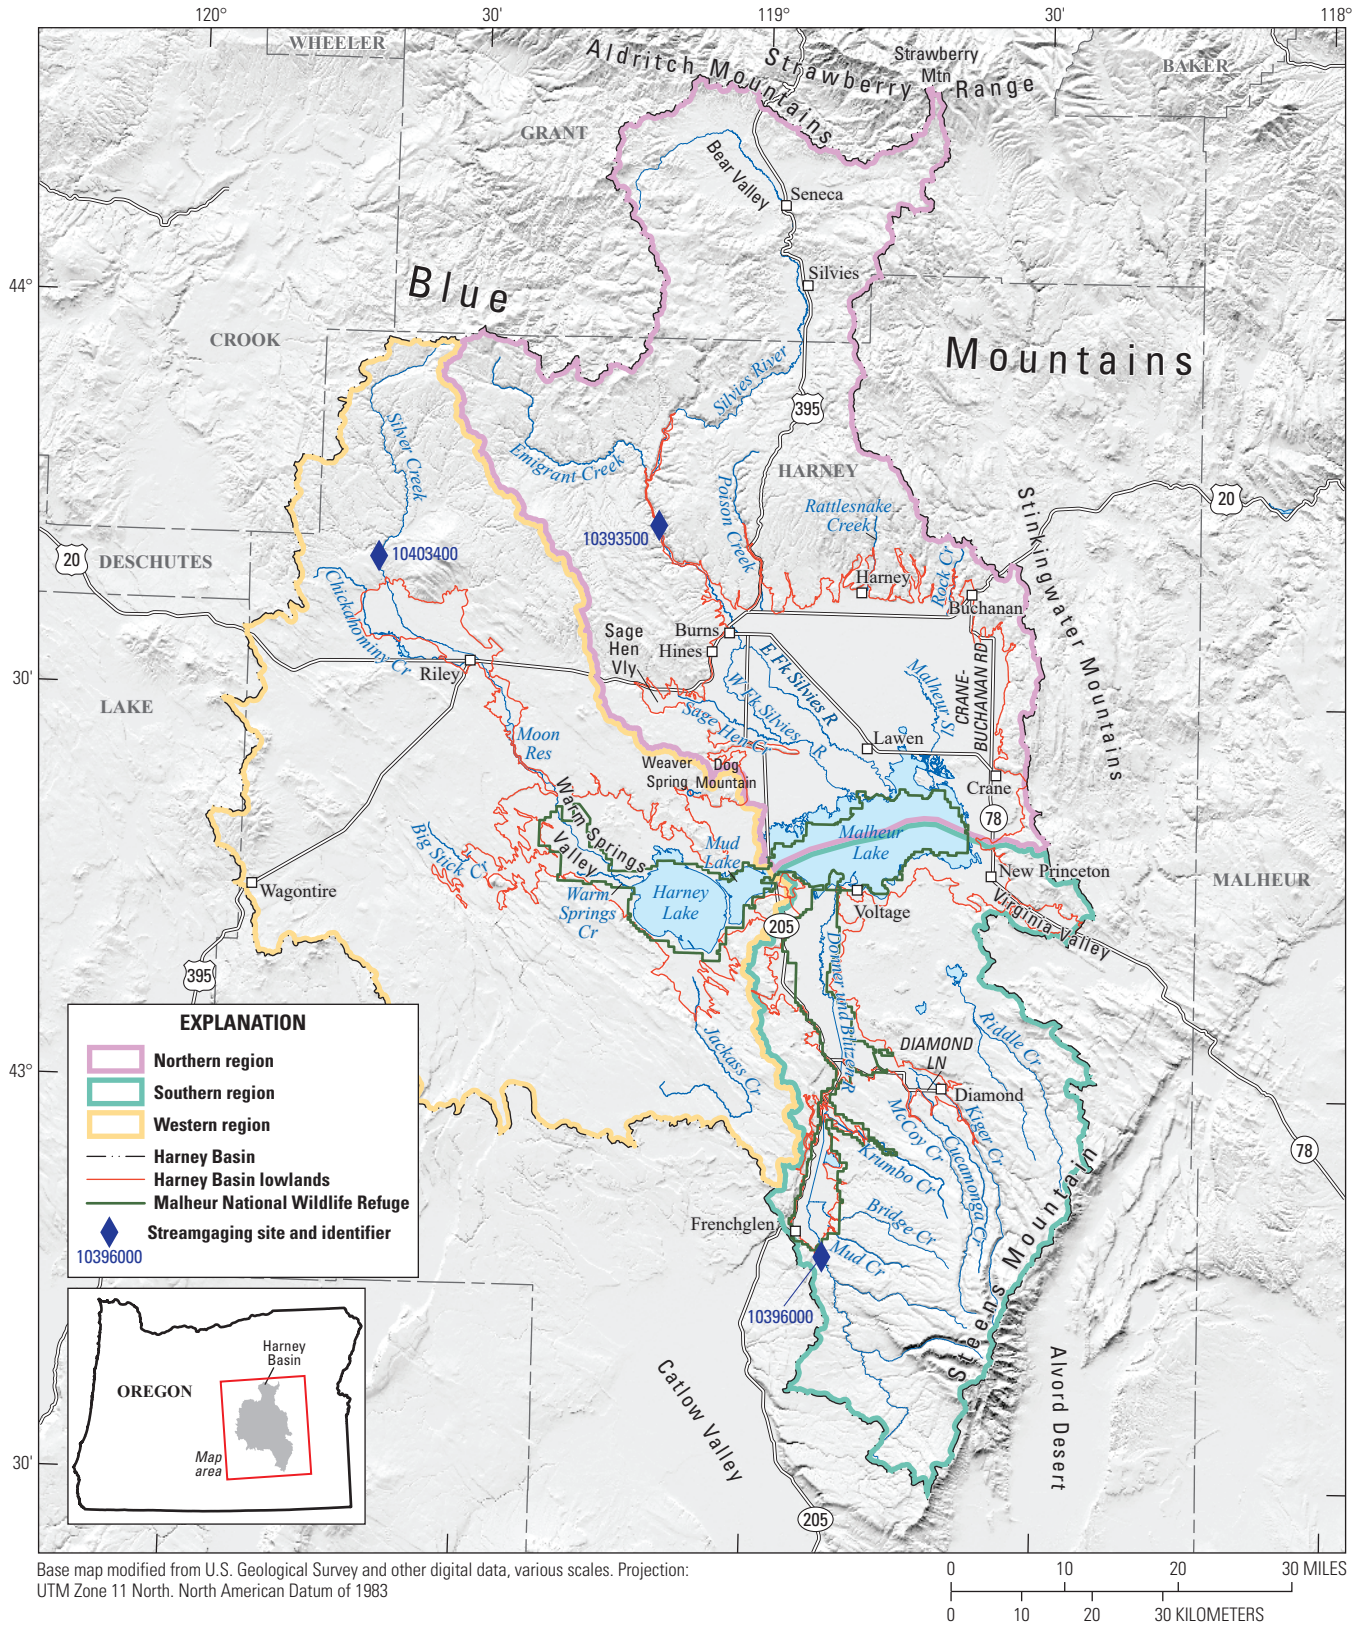 120°
30'
119°
30'
118°
WHEELER
Aldritch Mountains
Strawberry Range
Strawberry
Mtn
BAKER
GRANT
Bear Valley
Seneca
Silvies
44°
Blue
Mountains
CROOK
Silvies River
395
HARNEY
Silver Creek
Emigrant Creek
Poison Creek
Rattlesnake
Creek
Stinkingwater Mountains
20
20
DESCHUTES
10403400
10393500
Chickahominy Cr
Harney
Rock Cr
Buchanan
Sage
Hen
Vly
Burns
Hines
Riley
30'
LAKE
E Fk Silvies R
W Fk Silvies R
Sage Hen Cr
Malheur Sl
CRANE-
BUCHANAN RD
Lawen
Moon
Res
Weaver
Spring
Dog
Mountain
Crane
78
Warm Springs
Valley
Big Stick Cr
Mud
Lake
Malheur
Lake
New Princeton
MALHEUR
Wagontire
Warm
Springs
Cr
Harney
Lake
Voltage
Virginia Valley
205
395
Donner und Blitzen R
Riddle Cr
Jackass Cr
DIAMOND
LN
Diamond
43°
McCoy Cr
Kiger Cr
Cucamonga Cr
Krumbo Cr
78
Bridge Cr
Frenchglen
Mud Cr
10396000
Steens Mountain
Alvord Desert
Catlow Valley
30'
205
EXPLANATION
Northern region
Southern region
Western region
Harney Basin
Harney Basin lowlands
Malheur National Wildlife Refuge
Streamgaging site and identifier
10396000
Harney
Basin
OREGON
Map
area
Base map modified from U.S. Geological Survey and other digital data, various scales. Projection:
UTM Zone 11 North. North American Datum of 1983
0 10 20 30 MILES
0 10 20 30 KILOMETERS